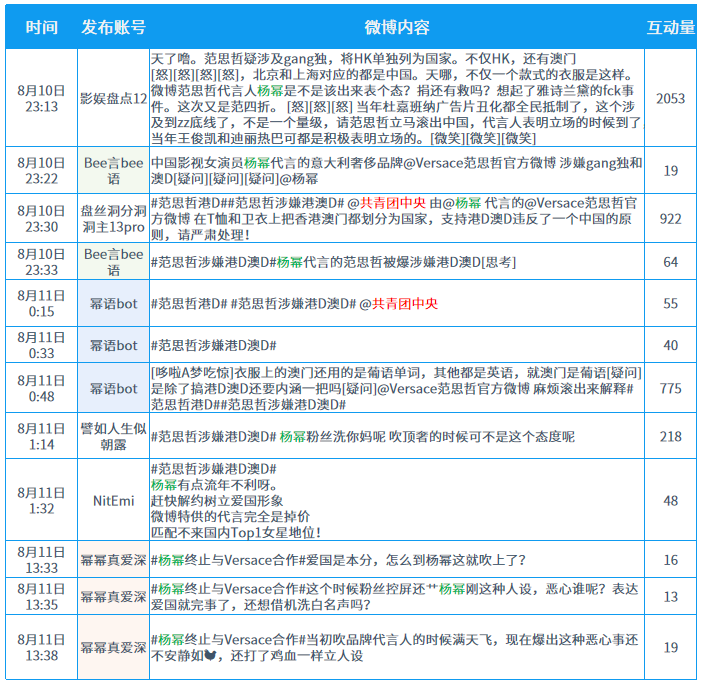 时间 发布账号 微博内容 互动量
8月10日
23:13
影娱盘点12
天了噜。范思哲疑涉及gang独，将HK单独列为国家。不仅HK，还有澳门
[怒][怒][怒][怒]，北京和上海对应的都是中国。天哪，不仅一个款式的衣服是这样。
微博范思哲代言人杨幂是不是该出来表个态？捐还有救吗？想起了雅诗兰黛的fck事
件。这次又是范四折。 [怒][怒][怒] 当年杜嘉班纳广告片丑化都全民抵制了，这个涉
及到zz底线了，不是一个量级，请范思哲立马滚出中国，代言人表明立场的时候到了
当年王俊凯和迪丽热巴可都是积极表明立场的。[微笑][微笑][微笑]
2053
8月10日
23:22
Bee言bee
语
中国影视女演员杨幂代言的意大利奢侈品牌@Versace范思哲官方微博 涉嫌gang独和
澳D[疑问][疑问][疑问]@杨幂
19
8月10日
23:30
盘丝洞分洞
洞主13pro
#范思哲港D##范思哲涉嫌港澳D# @共青团中央 由@杨幂 代言的@Versace范思哲官
方微博 在T恤和卫衣上把香港澳门都划分为国家，支持港D澳D违反了一个中国的原
则，请严肃处理！
922
8月10日
23:33
Bee言bee
语
#范思哲涉嫌港D澳D#杨幂代言的范思哲被爆涉嫌港D澳D[思考]
64
8月11日
0:15
幂语bot
#范思哲港D# #范思哲涉嫌港D澳D# @共青团中央
55
8月11日
0:33
幂语bot
#范思哲涉嫌港D澳D#
40
8月11日
0:48
幂语bot
[哆啦A梦吃惊]衣服上的澳门还用的是葡语单词，其他都是英语，就澳门是葡语[疑问]
是除了搞港D澳D还要内涵一把吗[疑问]@Versace范思哲官方微博 麻烦滚出来解释#
范思哲港D##范思哲涉嫌港D澳D#
775
8月11日
1:14
譬如人生似
朝露
#范思哲涉嫌港D澳D# 杨幂粉丝洗你妈呢 吹顶奢的时候可不是这个态度呢
218
8月11日
1:32
NitEmi
#范思哲涉嫌港D澳D#
杨幂有点流年不利呀。
赶快解约树立爱国形象
微博特供的代言完全是掉价
匹配不来国内Top1女星地位！
48
8月11日
13:33
幂幂真爱深
#杨幂终止与Versace合作#爱国是本分，怎么到杨幂这就吹上了？
16
8月11日
13:35
幂幂真爱深
#杨幂终止与Versace合作#这个时候粉丝控屏还艹杨幂刚这种人设，恶心谁呢？表达
爱国就完事了，还想借机洗白名声吗？
13
8月11日
13:38
幂幂真爱深
#杨幂终止与Versace合作#当初吹品牌代言人的时候满天飞，现在爆出这种恶心事还
不安静如🐔，还打了鸡血一样立人设
19